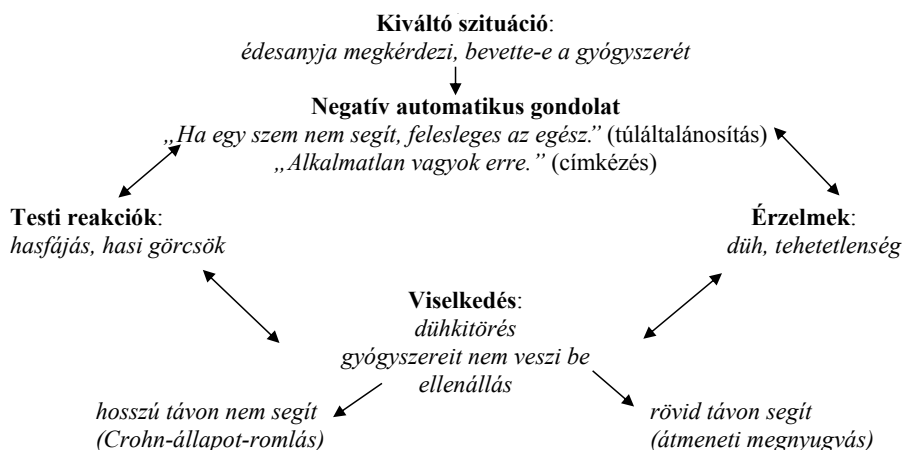 Kiváltó szituáció:
édesanyja megkérdezi, bevette-e a gyógyszerét
Negatív automatikus gondolat
„Ha egy szem nem segít, felesleges az egész.” (túláltalánosítás)
„Alkalmatlan vagyok erre.” (címkézés)
Testi reakciók:
hasfájás, hasi görcsök
Érzelmek:
düh, tehetetlenség
Viselkedés:
dühkitörés
gyógyszereit nem veszi be
ellenállás
hosszú távon nem segít
(Crohn-állapot-romlás)
rövid távon segít
(átmeneti megnyugvás)